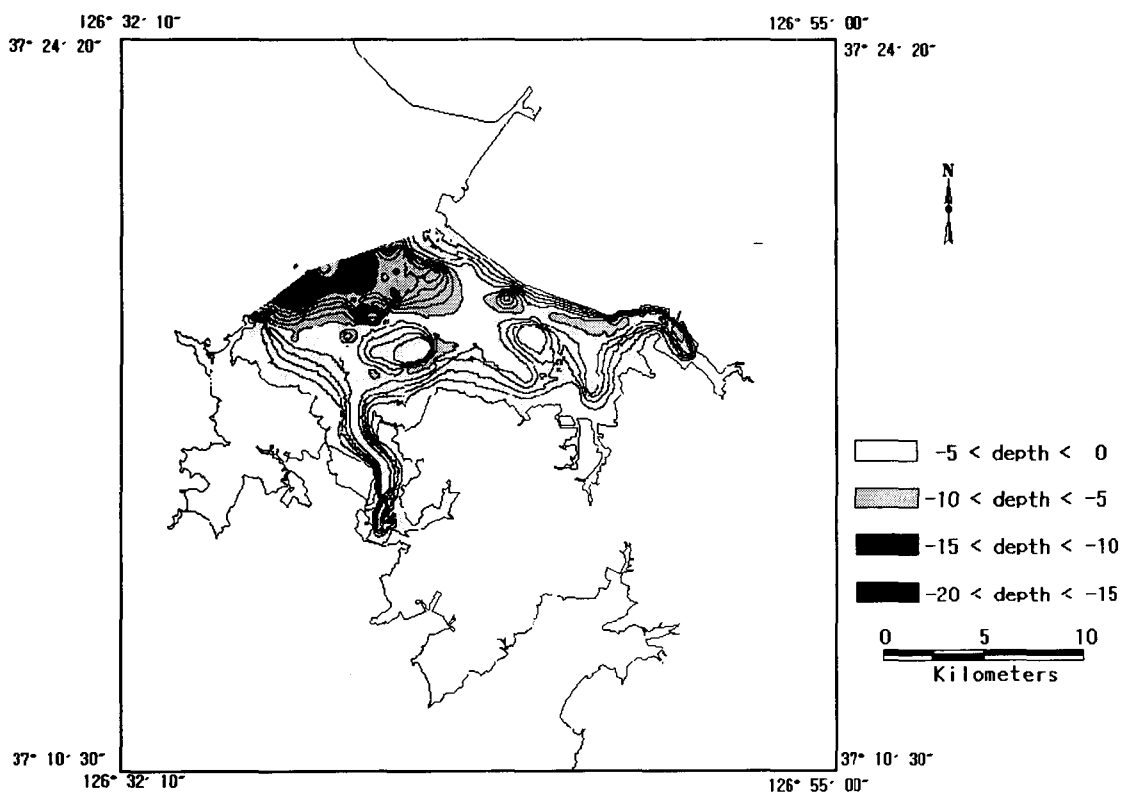 126° 32′ 10″
126° 55′ 00″
37° 24′ 20″
37° 24′ 20″
N
-5 < depth < 0
-10 < depth < -5
-15 < depth < -10
-20 < depth < -15
0 5 10
Kilometers
37° 10′ 30″
37° 10′ 30″
126° 32′ 10″
126° 55′ 00″